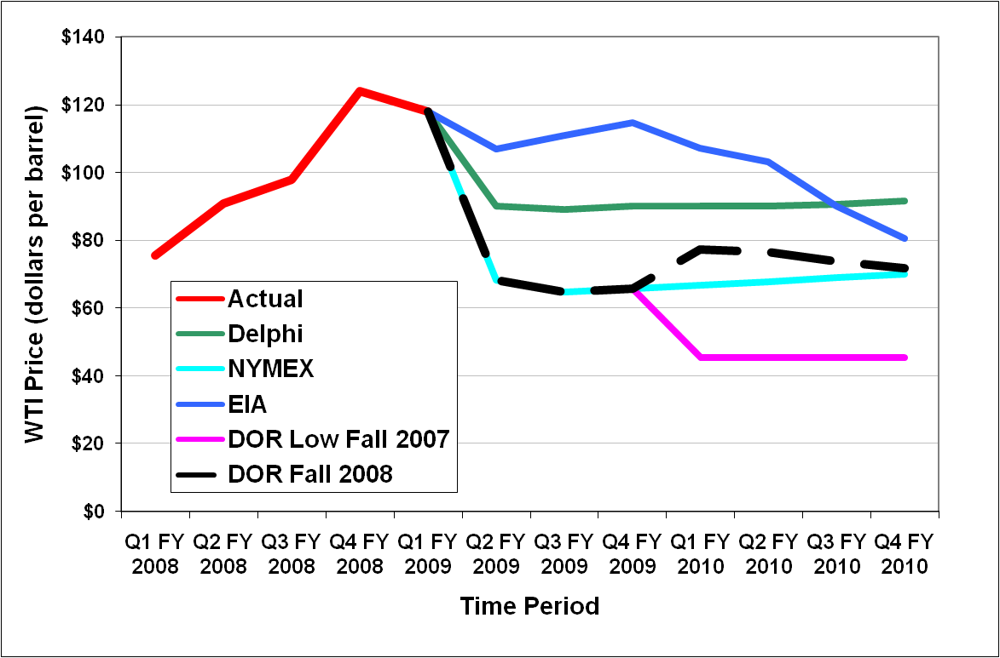 $140
$120
$100
$80
$60
$40
$20
$0
WTI Price (dollars per barrel)
Actual
Delphi
NYMEX
EIA
DOR Low Fall 2007
DOR Fall 2008
Q1 FY 2008
Q2 FY 2008
Q3 FY 2008
Q4 FY 2008
Q1 FY 2009
Q2 FY 2009
Q3 FY 2009
Q4 FY 2009
Q1 FY 2010
Q2 FY 2010
Q3 FY 2010
Q4 FY 2010
Time Period